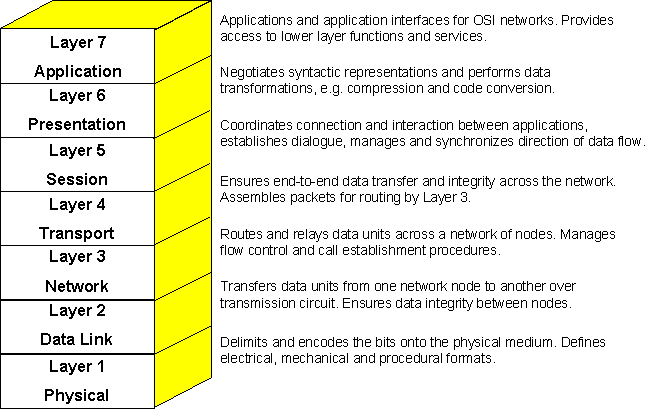 Applications and application interfaces for OSI networks. Provides
access to lower layer functions and services.
Layer 7
Application
Negotiates syntactic representations and performs data
transformations, e.g. compression and code conversion.
Layer 6
Presentation
Coordinates connection and interaction between applications,
establishes dialogue, manages and synchronizes direction of data flow.
Layer 5
Session
Ensures end-to-end data transfer and integrity across the network.
Assembles packets for routing by Layer 3.
Layer 4
Transport
Routes and relays data units across a network of nodes. Manages
flow control and call establishment procedures.
Layer 3
Network
Transfers data units from one network node to another over
transmission circuit. Ensures data integrity between nodes.
Layer 2
Data Link
Delimits and encodes the bits onto the physical medium. Defines
electrical, mechanical and procedural formats.
Layer 1
Physical